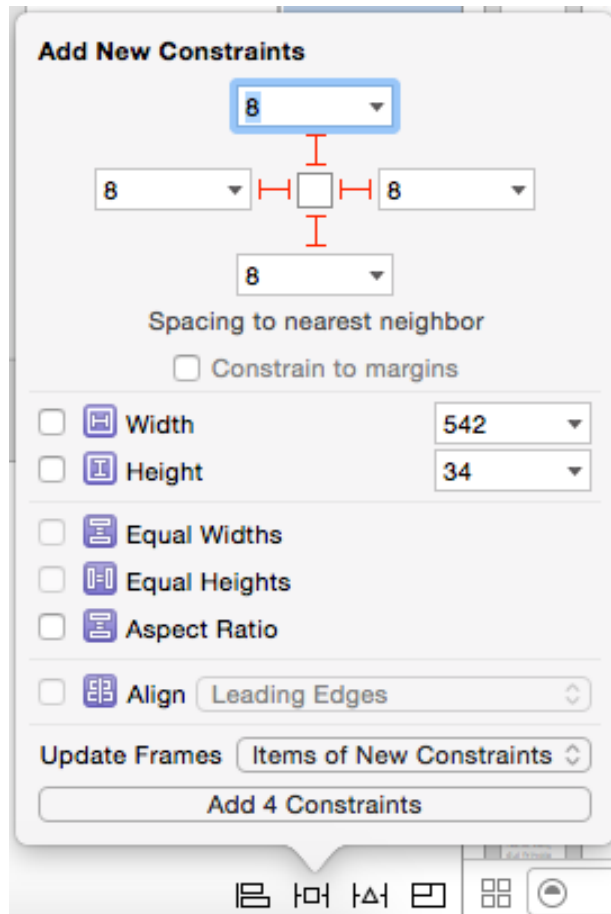 Add New Constraints
8
8 8
8
Spacing to nearest neighbor
Constrain to margins
Width 542
Height 34
Equal Widths
Equal Heights
Aspect Ratio
Align Leading Edges
Update Frames Items of New Constraints
Add 4 Constraints